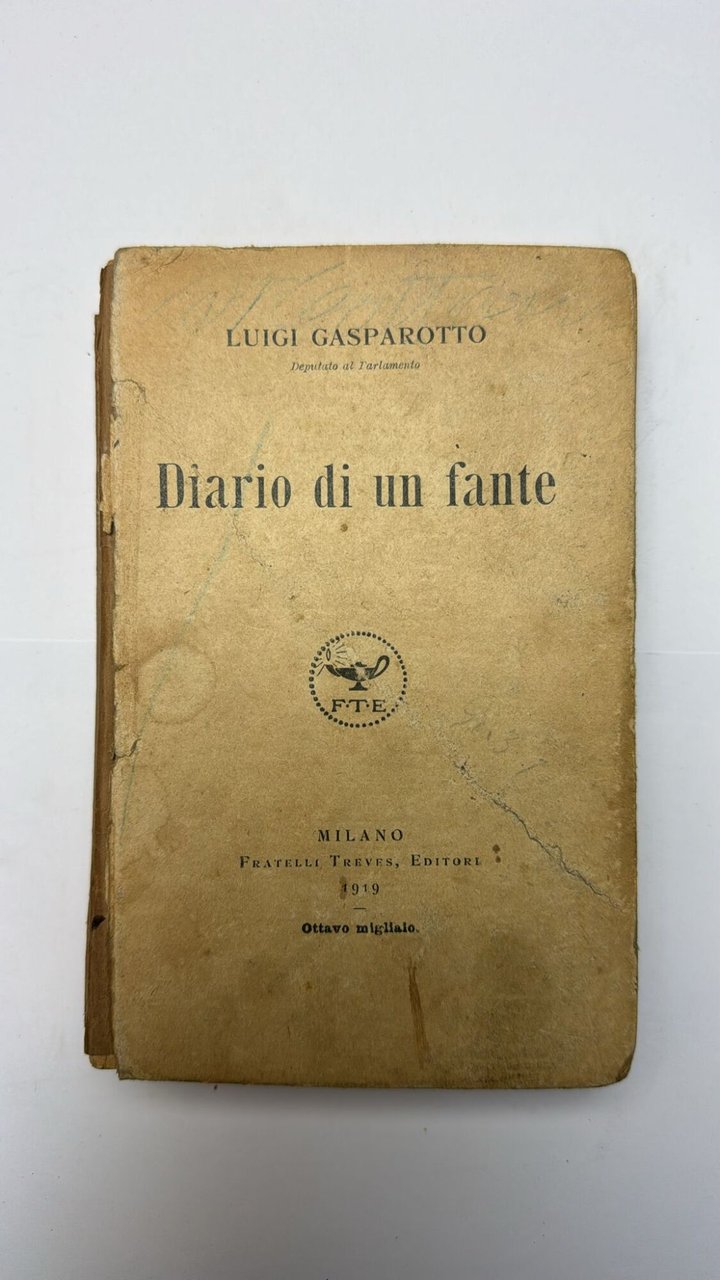 LUIGI GASPAROTTO
Deputato al Parlamento
Diario di un fante
F·T·E
MILANO
FRATELLI TREVES, EDITORI
1919
Ottavo migliaio.